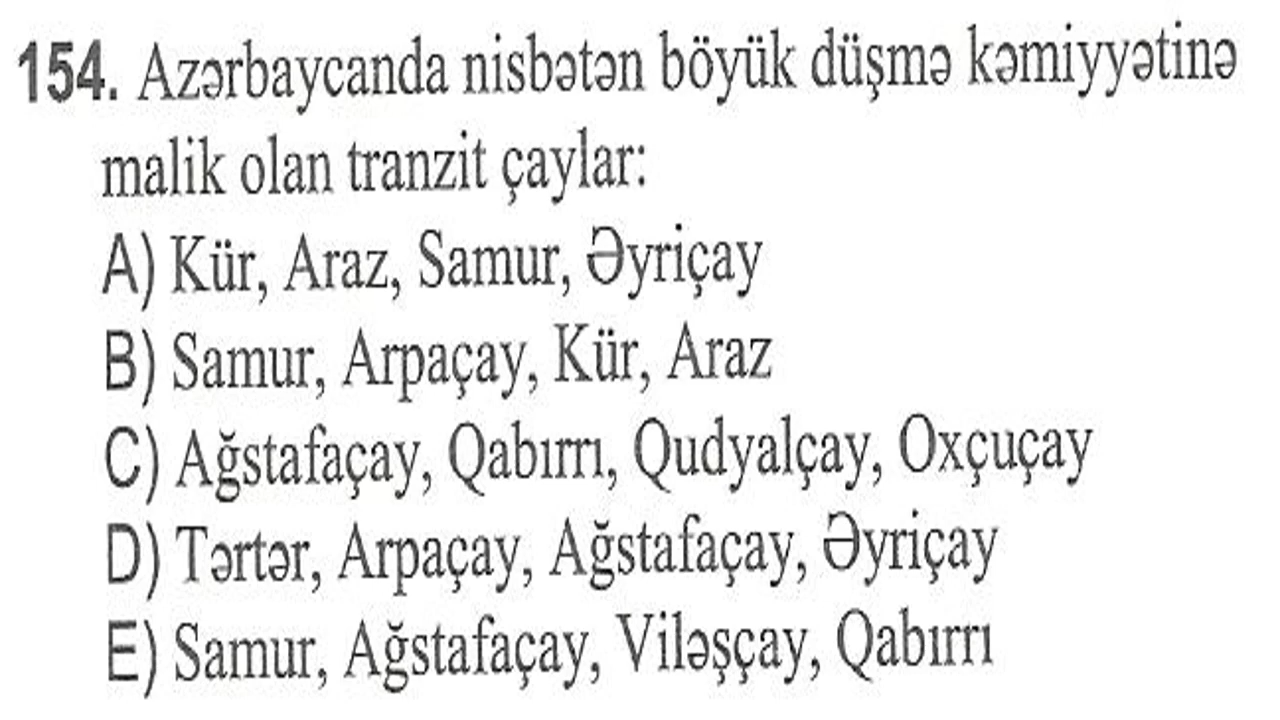 154. Azərbaycanda nisbətən böyük düşmə kəmiyyətinə
malik olan tranzit çaylar:
A) Kür, Araz, Samur, Əyriçay
B) Samur, Arpaçay, Kür, Araz
C) Ağstafaçay, Qabırrı, Qudyalçay, Oxçuçay
D) Tərtər, Arpaçay, Ağstafaçay, Əyriçay
E) Samur, Ağstafaçay, Viləşçay, Qabırrı